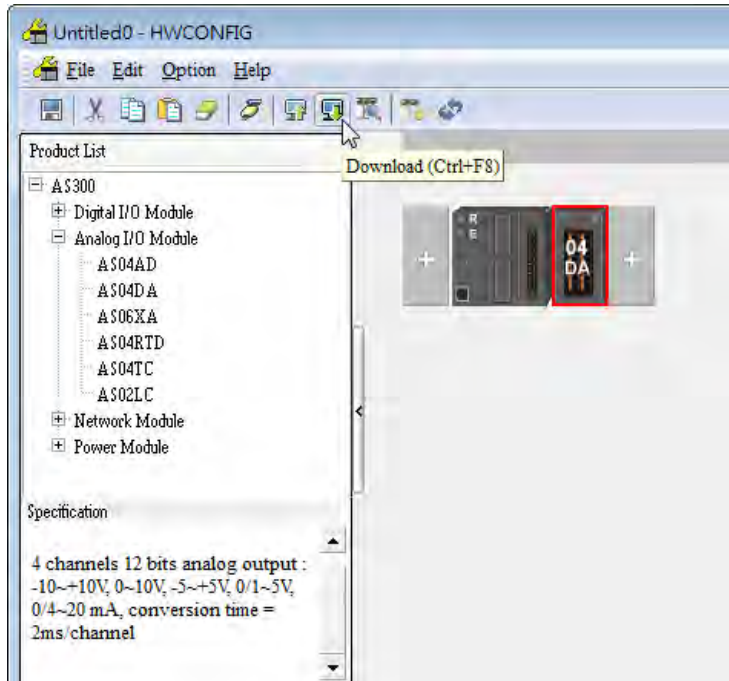 Untitled0 - HWCONFIG
File Edit Option Help
Download (Ctrl+F8)
Product List
AS300
Digital I/O Module
Analog I/O Module
AS04AD
AS04DA
AS06XA
AS04RTD
AS04TC
AS02LC
Network Module
Power Module
R
E
04
DA
Specification
4 channels 12 bits analog output :
-10~+10V, 0~10V, -5~+5V, 0/1~5V,
0/4~20 mA, conversion time =
2ms/channel